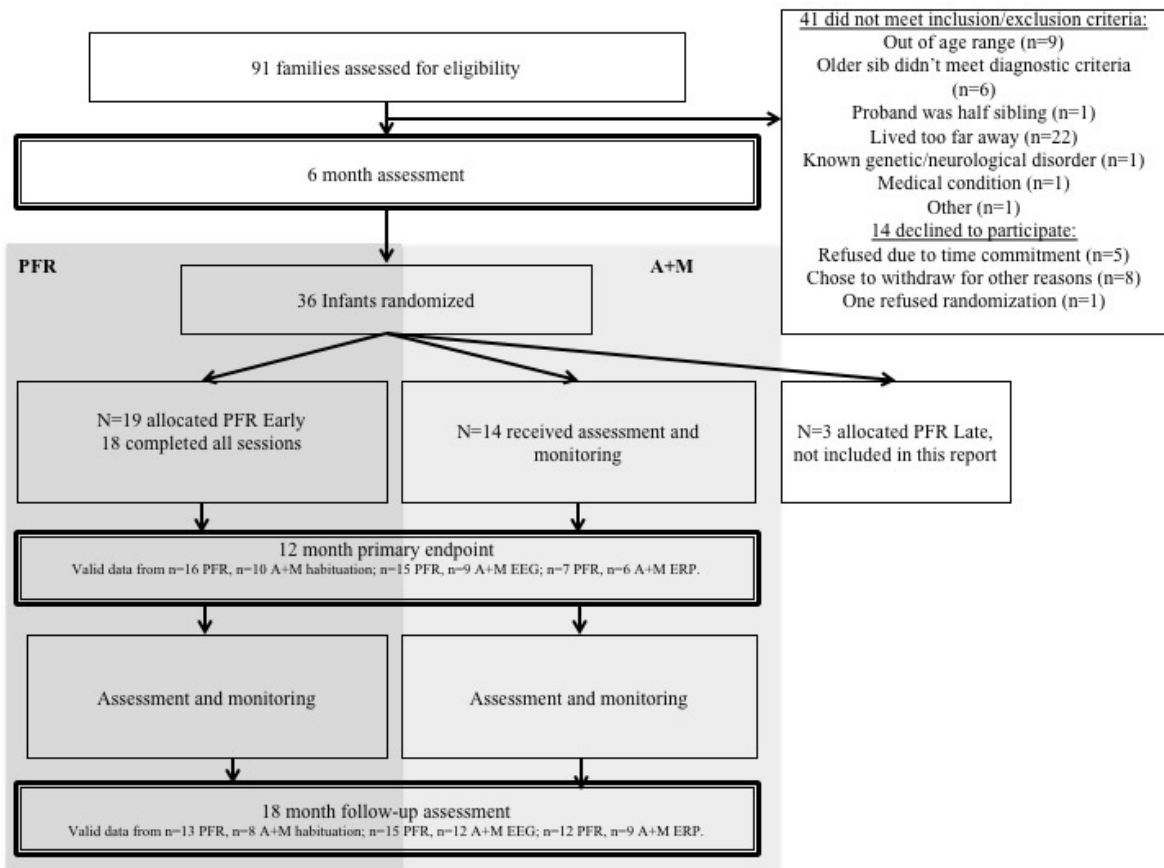 91 families assessed for eligibility
41 did not meet inclusion/exclusion criteria:
Out of age range (n=9)
Older sib didn't meet diagnostic criteria
(n=6)
Proband was half sibling (n=1)
Lived too far away (n=22)
Known genetic/neurological disorder (n=1)
Medical condition (n=1)
Other (n=1)
14 declined to participate:
Refused due to time commitment (n=5)
Chose to withdraw for other reasons (n=8)
One refused randomization (n=1)
6 month assessment
PFR
A+M
36 Infants randomized
N=19 allocated PFR Early
18 completed all sessions
N=14 received assessment and
monitoring
N=3 allocated PFR Late,
not included in this report
12 month primary endpoint
Valid data from n=16 PFR, n=10 A+M habituation; n=15 PFR, n=9 A+M EEG; n=7 PFR, n=6 A+M ERP.
Assessment and monitoring
Assessment and monitoring
18 month follow-up assessment
Valid data from n=13 PFR, n=8 A+M habituation; n=15 PFR, n=12 A+M EEG; n=12 PFR, n=9 A+M ERP.